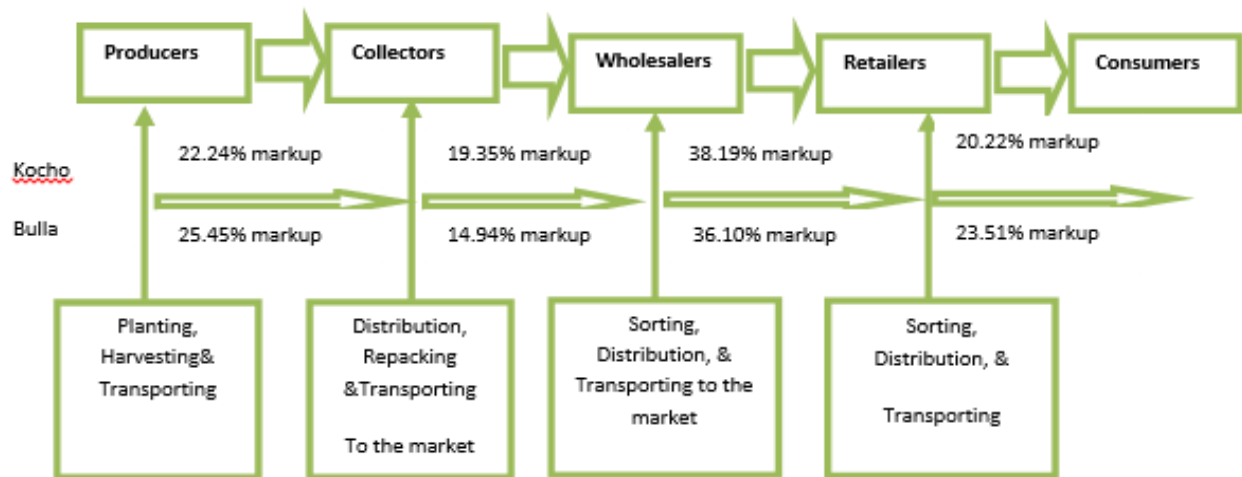 Producers
Collectors
Wholesalers
Retailers
Consumers
Kocho
22.24% markup
19.35% markup
38.19% markup
20.22% markup
Bulla
25.45% markup
14.94% markup
36.10% markup
23.51% markup
Planting,
Harvesting&
Transporting
Distribution,
Repacking
&Transporting
To the market
Sorting,
Distribution, &
Transporting to the
market
Sorting,
Distribution, &
Transporting